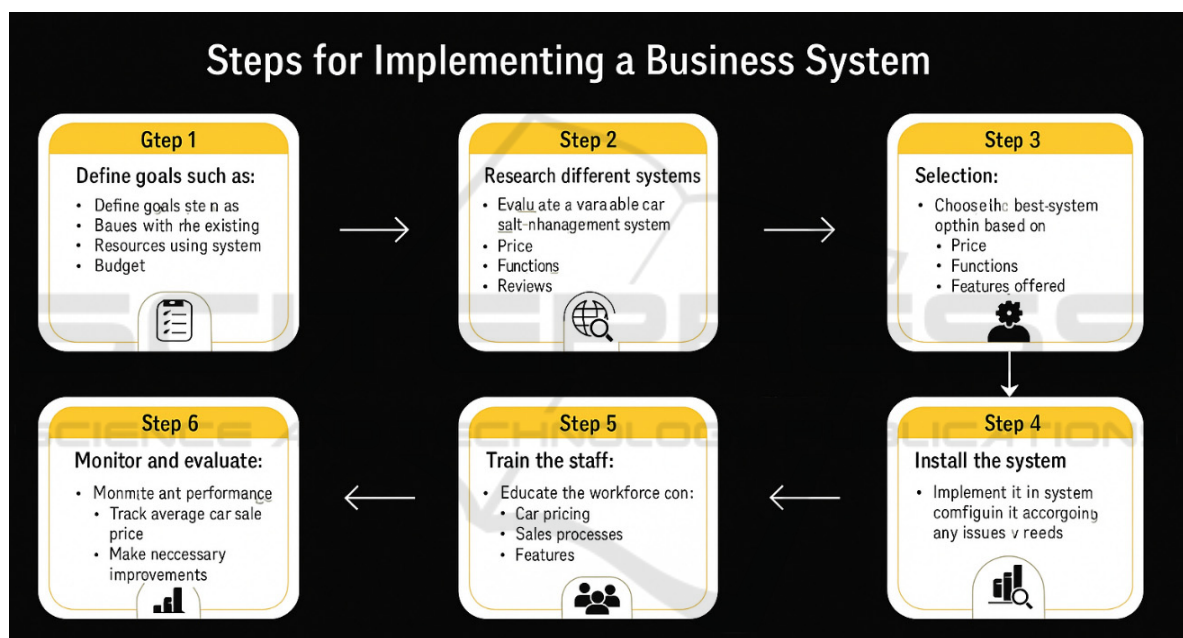 Steps for Implementing a Business System
Gtep 1
Define goals such as:
• Define goals ste n as
• Baues with rhe existing
• Resources using system
• Budget
Step 2
Research different systems
• Evalu ate a varaable car
salt-nhanagement system
• Price
• Functions
• Reviews
Step 3
Selection:
• Chooseihc best-system
opthin based on
• Price
• Functions
• Features offered
Step 4
Install the system
• Implement it in system
comfiguin it accorgoing
any issues v reeds
Step 5
Train the staff:
• Educate the workforce con:
• Car pricing
• Sales processes
• Features
Step 6
Monitor and evaluate:
• Monmite ant performance
• Track average car sale
price
• Make neccessary
improvements
SCIENCE A TECHNOLOG BLICATIONS